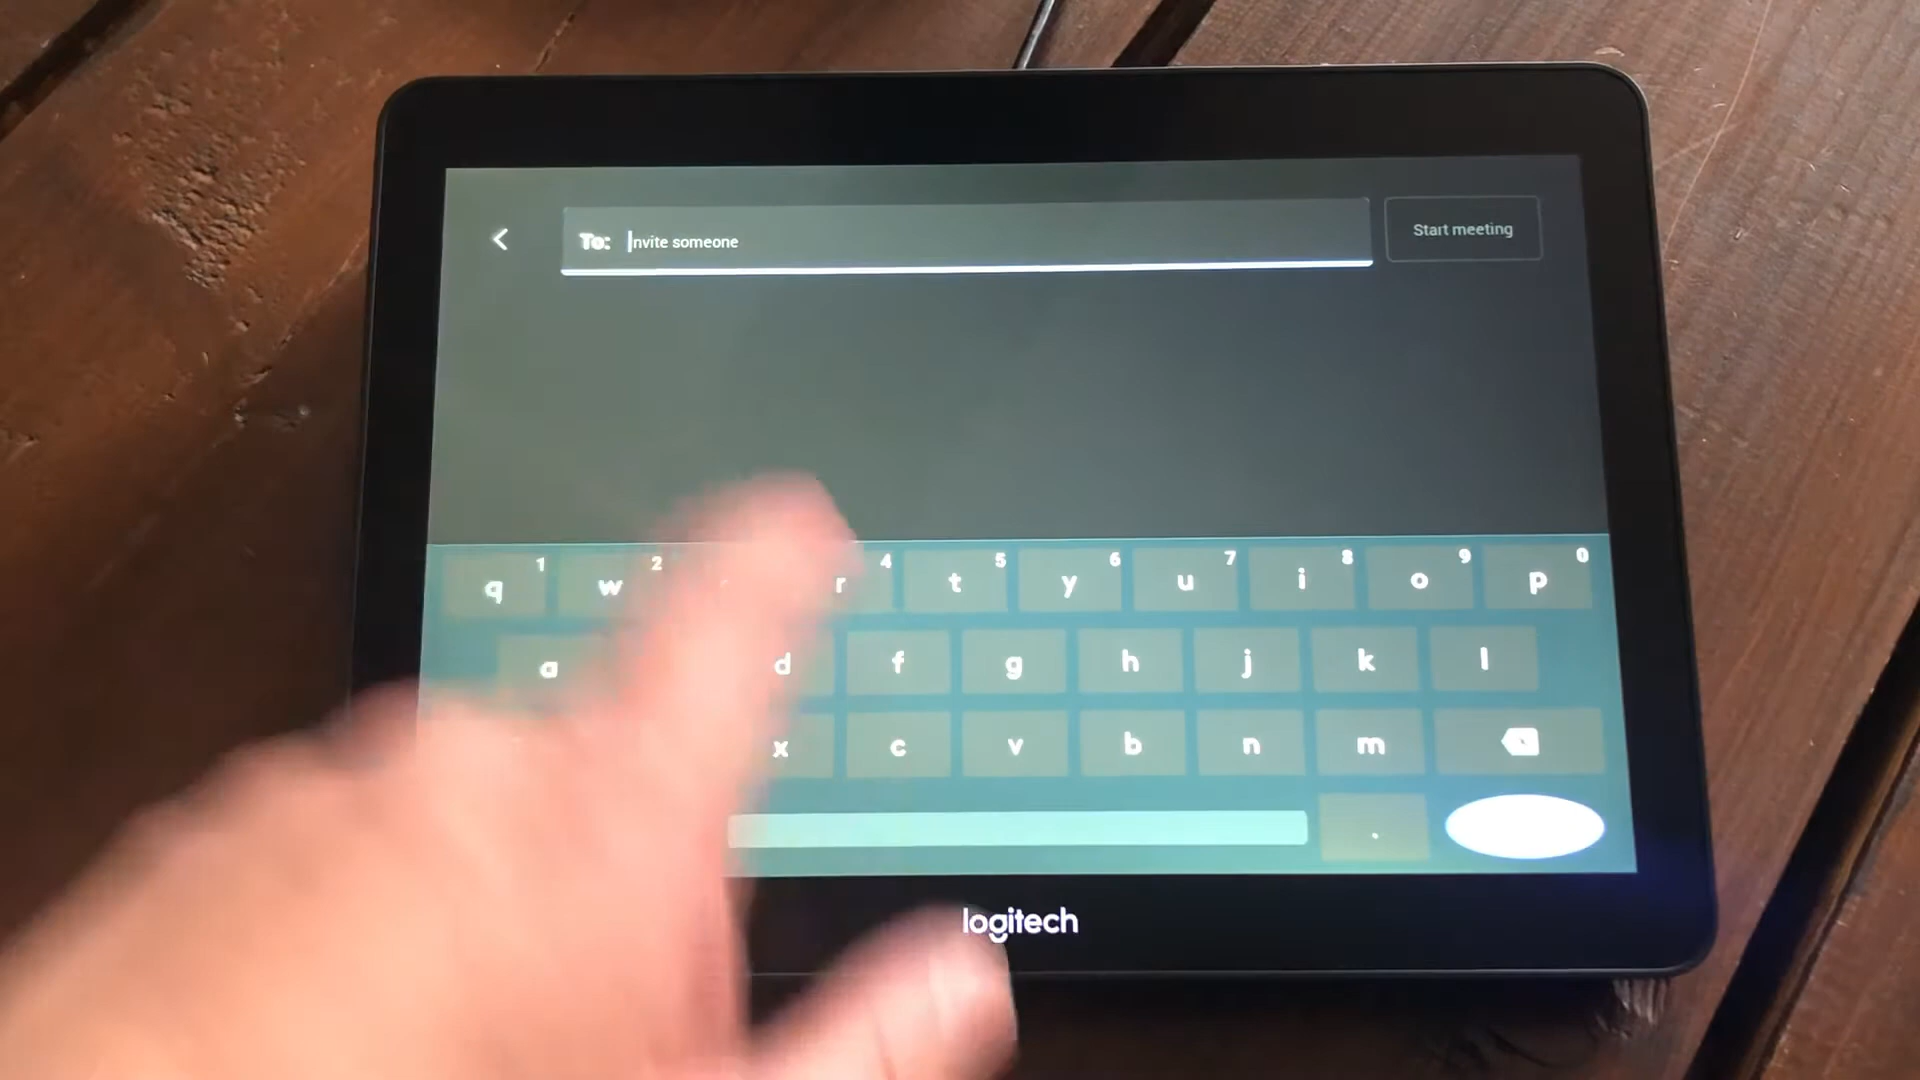 To: Invite someone
Start meeting
1 2 4 5 6 7 8 9 0
q w r t y u i o p
a d f g h j k l
x c v b n m
.
logitech